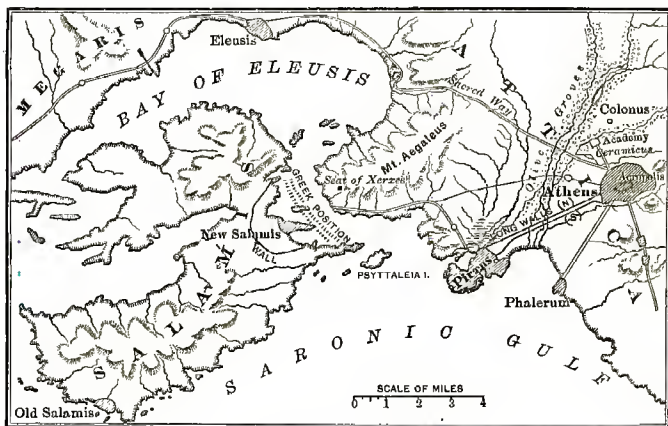 MEGARIS
Eleusis
BAY OF ELEUSIS
ATTICA
Sacred Way
Olive Groves
Colonus
Academy
Ceramicus
Mt. Aegaleus
Seat of Xerxes
Acropolis
Athens
GREEK POSITION
New Salamis
WALL
LONG WALLS (N)
(S)
PSYTTALEIA I.
Piraeus
Phalerum
SALAMIS
SARONIC GULF
SCALE OF MILES
0 1 2 3 4
Old Salamis